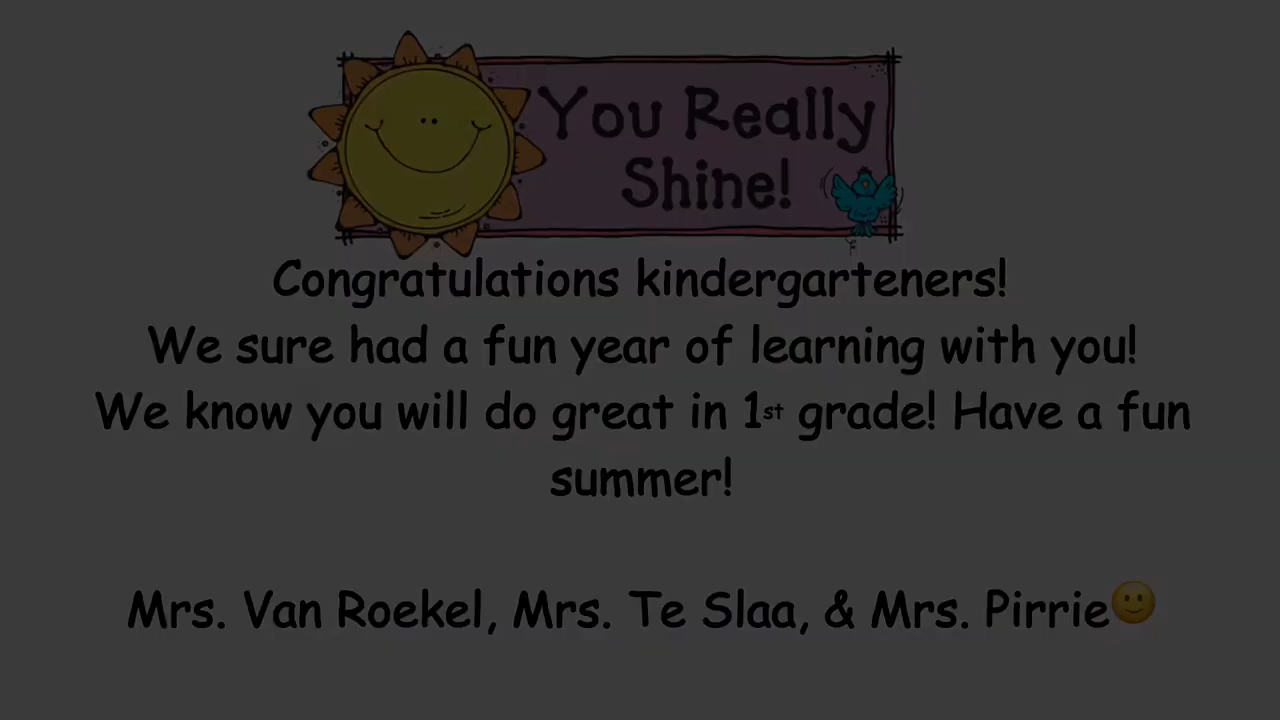 You Really
Shine!
Congratulations kindergarteners!
We sure had a fun year of learning with you!
We know you will do great in 1st grade! Have a fun
summer!
Mrs. Van Roekel, Mrs. Te Slaa, & Mrs. Pirrie🙂